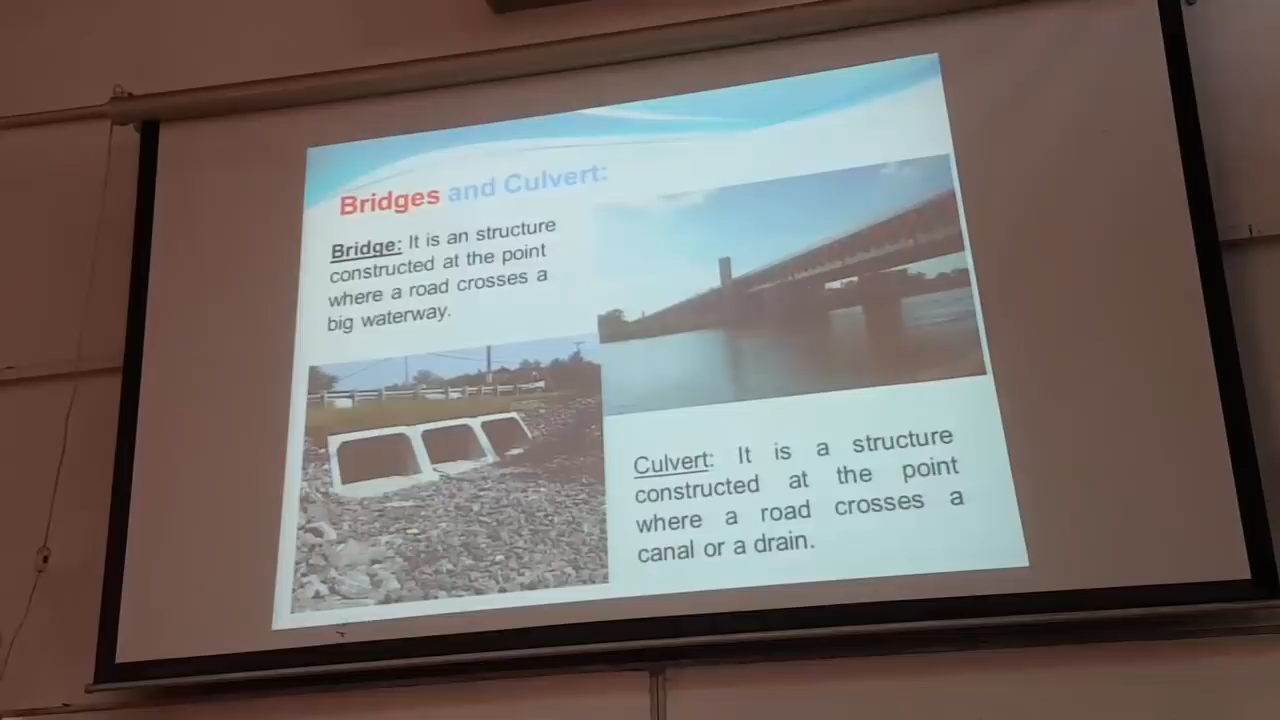 Bridges and Culvert:
Bridge: It is an structure
constructed at the point
where a road crosses a
big waterway.
Culvert: It is a structure
constructed at the point
where a road crosses a
canal or a drain.